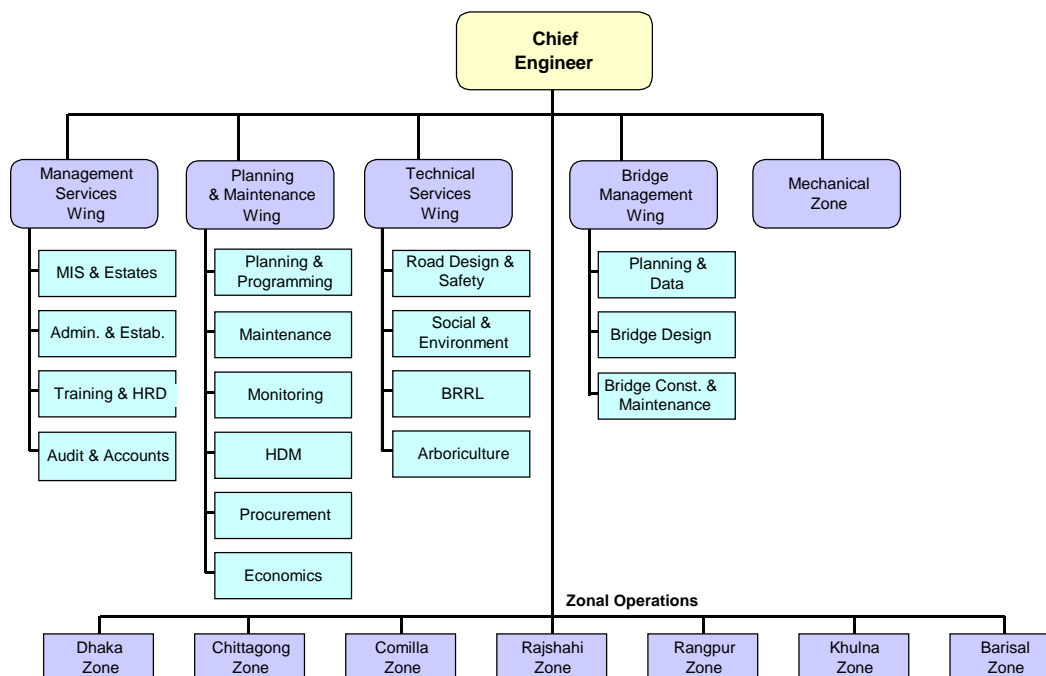 Chief
Engineer
Management
Services
Wing
Planning
& Maintenance
Wing
Technical
Services
Wing
Bridge
Management
Wing
Mechanical
Zone
MIS & Estates
Admin. & Estab.
Training & HRD
Audit & Accounts
Planning &
Programming
Maintenance
Monitoring
HDM
Procurement
Economics
Road Design &
Safety
Social &
Environment
BRRL
Arboriculture
Planning &
Data
Bridge Design
Bridge Const. &
Maintenance
Zonal Operations
Dhaka
Zone
Chittagong
Zone
Comilla
Zone
Rajshahi
Zone
Rangpur
Zone
Khulna
Zone
Barisal
Zone